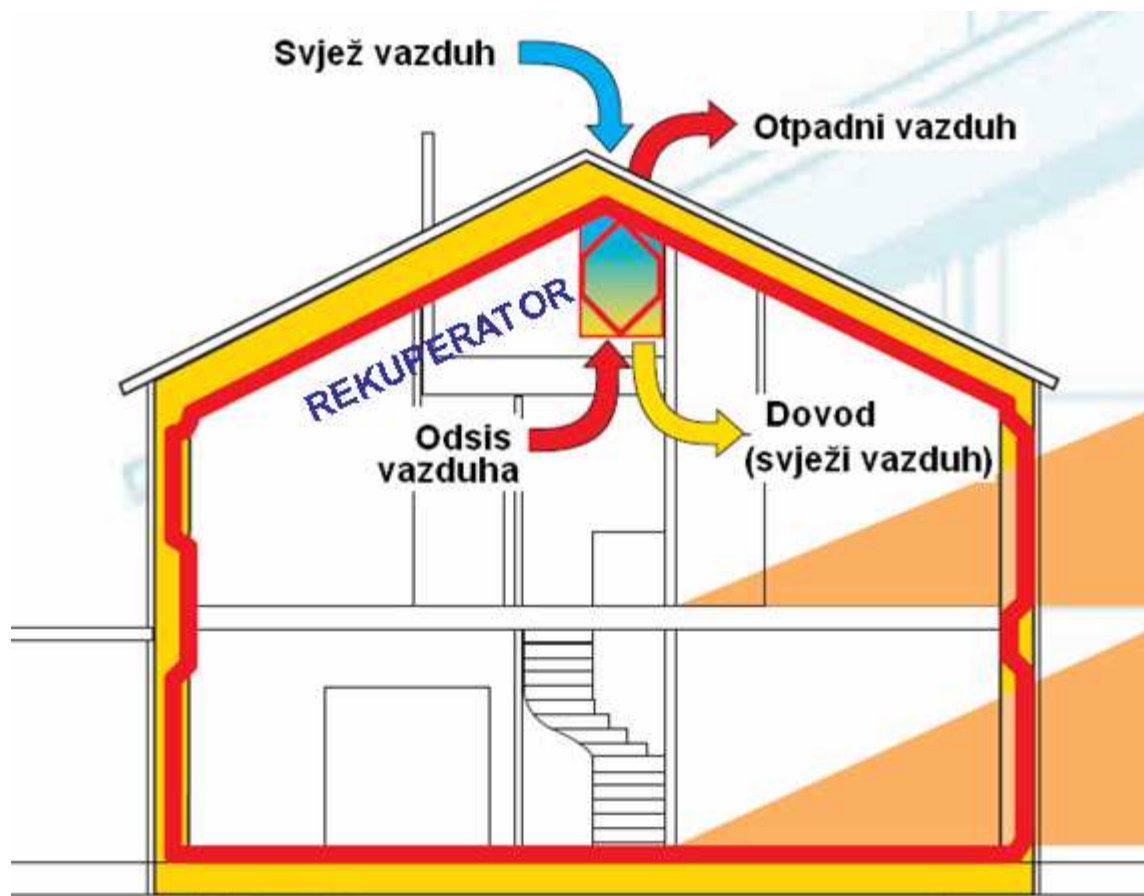 Svjež vazduh
Otpadni vazduh
REKUPERATOR
Odsis
vazduha
Dovod
(svježi vazduh)